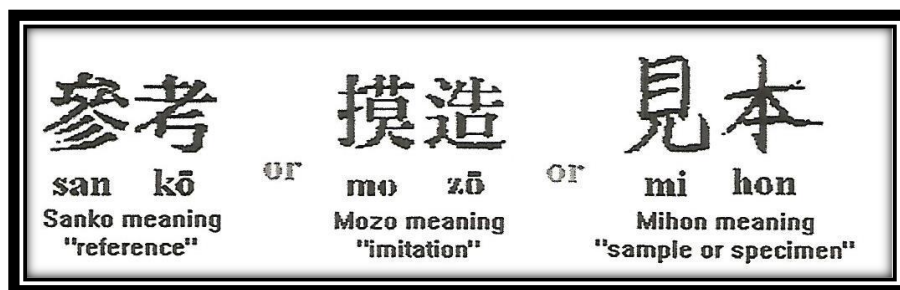 參考 or 摸造 or 見本
san kō mo zō mi hon
Sanko meaning Mozo meaning Mihon meaning
"reference" "imitation" "sample or specimen"